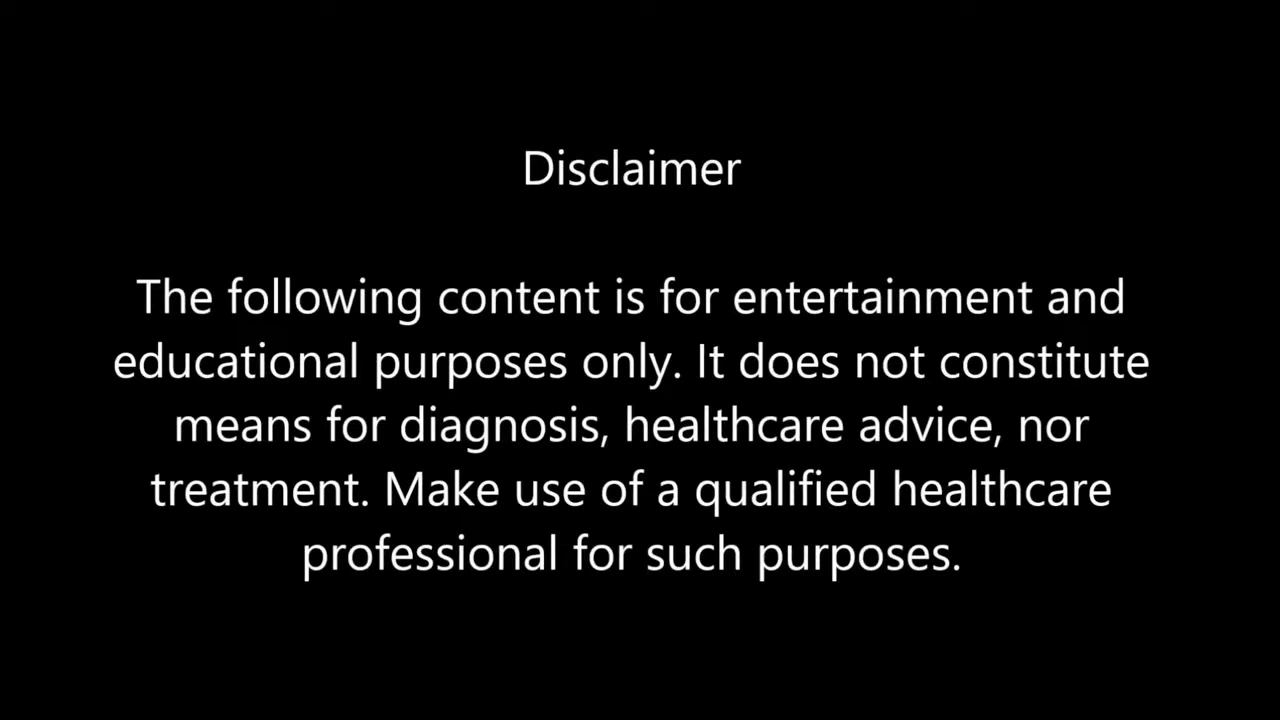 Disclaimer
The following content is for entertainment and
educational purposes only. It does not constitute
means for diagnosis, healthcare advice, nor
treatment. Make use of a qualified healthcare
professional for such purposes.